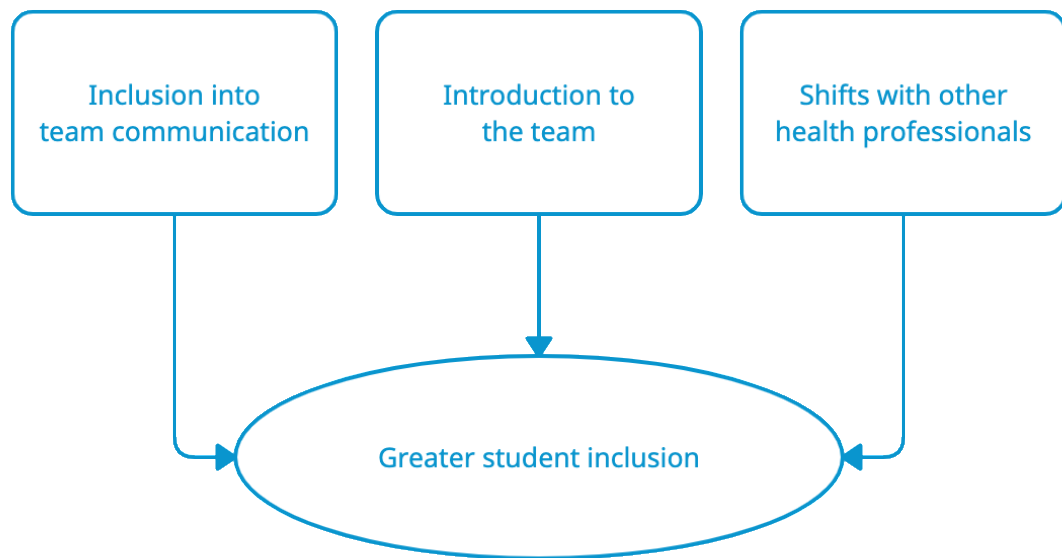 Inclusion into
team communication
Introduction to
the team
Shifts with other
health professionals
Greater student inclusion